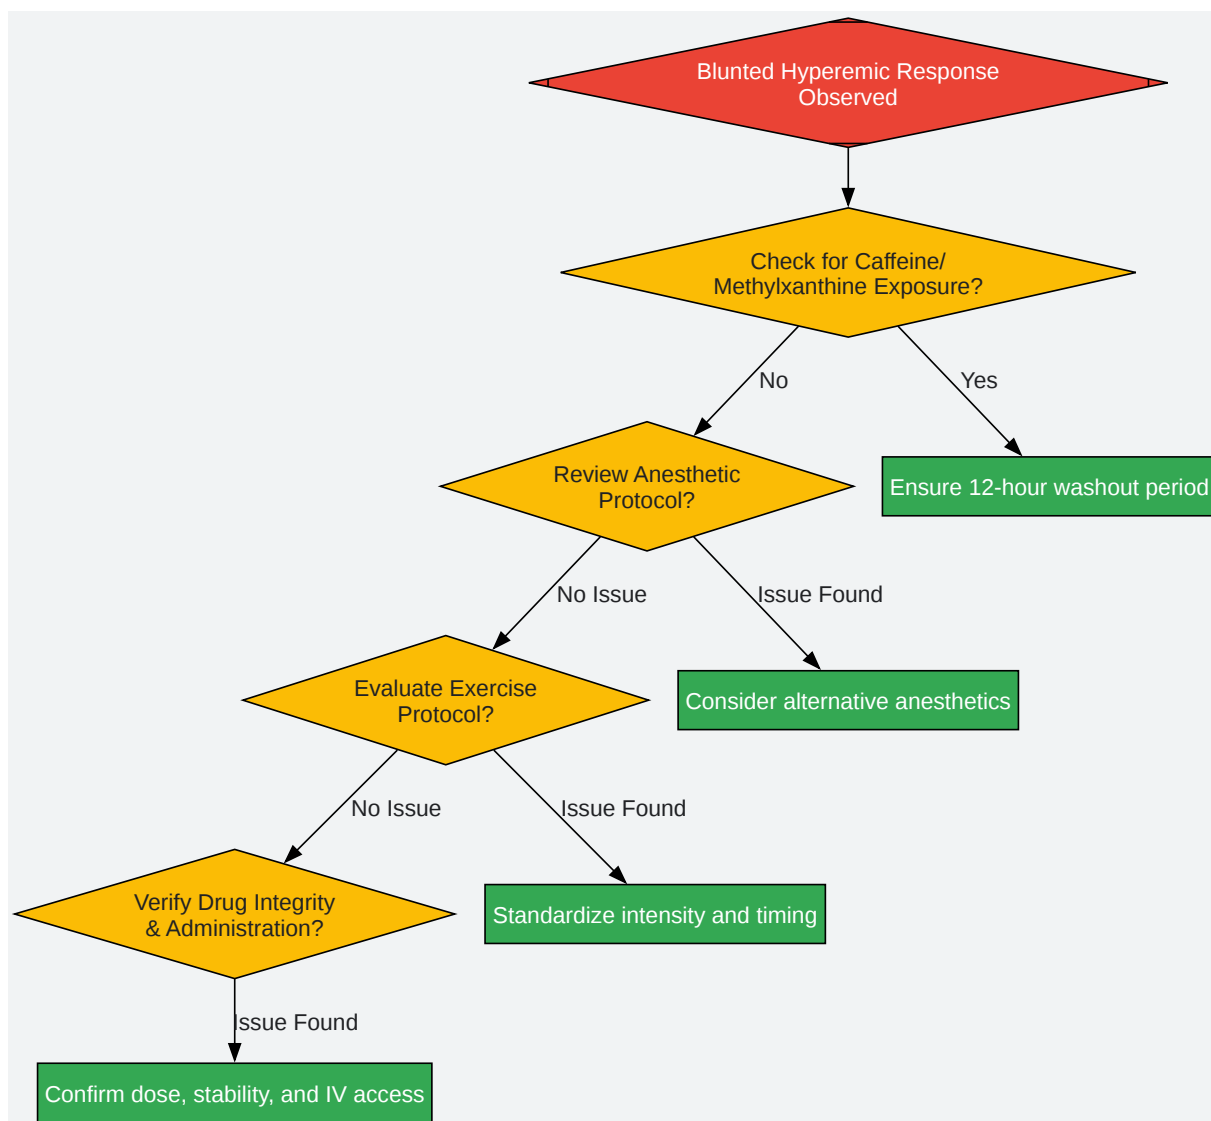 Blunted Hyperemic Response
Observed
Check for Caffeine/
Methylxanthine Exposure?
No
Yes
Review Anesthetic
Protocol?
Ensure 12-hour washout period
No Issue
Issue Found
Evaluate Exercise
Protocol?
Consider alternative anesthetics
No Issue
Issue Found
Verify Drug Integrity
& Administration?
Standardize intensity and timing
Issue Found
Confirm dose, stability, and IV access